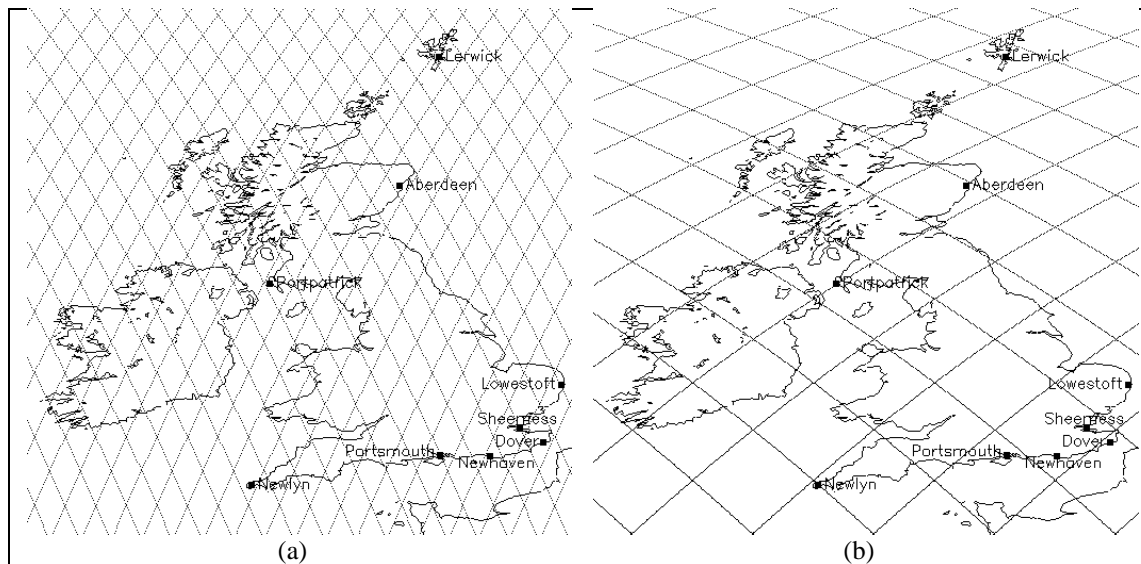 Lerwick
Aberdeen
Portpatrick
Lowestoft
Sheerness
Dover
Portsmouth
Newhaven
Newlyn
(a)
Lerwick
Aberdeen
Portpatrick
Lowestoft
Sheerness
Dover
Portsmouth
Newhaven
Newlyn
(b)